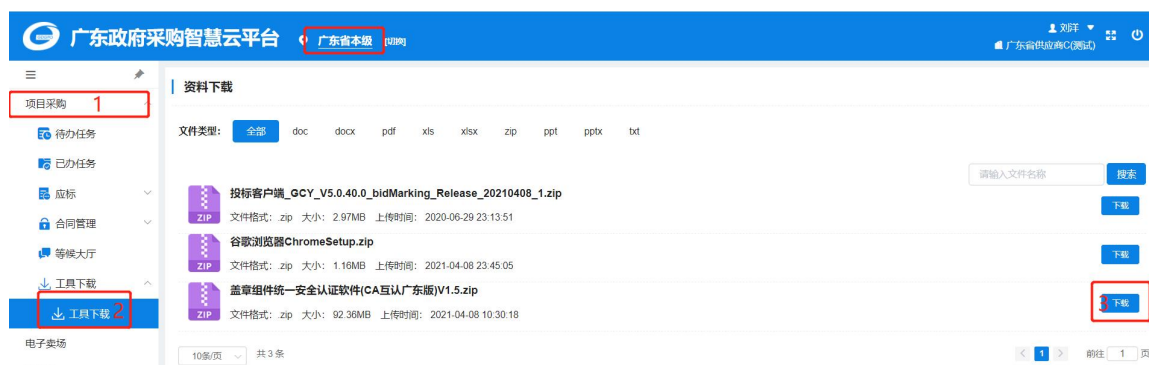 广东政府采购智慧云平台 广东省本级 [切换]
刘洋
广东省供应商C(测试)
资料下载
项目采购 1
文件类型: 全部 doc docx pdf xls xlsx zip ppt pptx txt
待办任务
已办任务
请输入文件名称 搜索
应标
投标客户端_GCY_V5.0.40.0_bidMarking_Release_20210408_1.zip
ZIP 文件格式: .zip 大小: 2.97MB 上传时间: 2020-06-29 23:13:51
下载
合同管理
谷歌浏览器ChromeSetup.zip
等候大厅
ZIP 文件格式: .zip 大小: 1.16MB 上传时间: 2021-04-08 23:45:05
下载
工具下载
盖章组件统一安全认证软件(CA互认广东版)V1.5.zip
工具下载 2
ZIP 文件格式: .zip 大小: 92.36MB 上传时间: 2021-04-08 10:30:18
3 下载
电子卖场
10条/页 共 3 条
1 前往 1 页